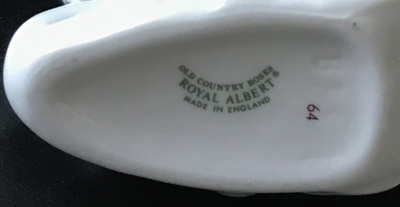 OLD COUNTRY ROSES
ROYAL ALBERT®
MADE IN ENGLAND
64